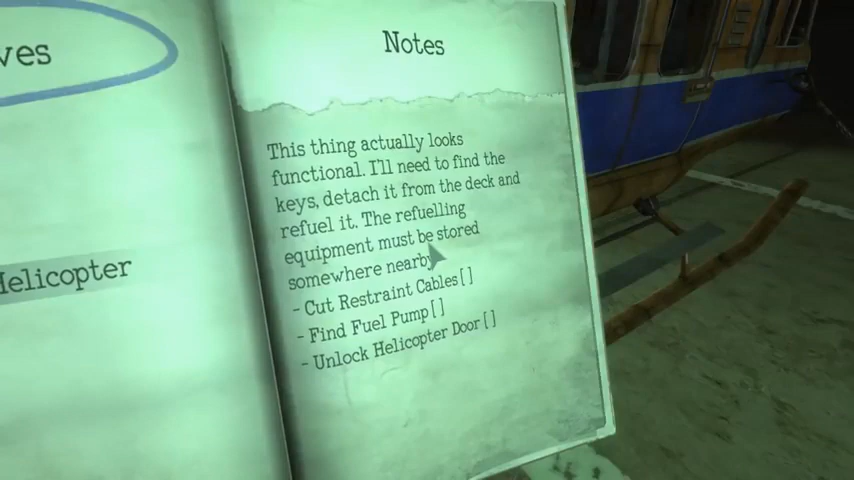 ves
Helicopter
Notes
This thing actually looks
functional. I'll need to find the
keys, detach it from the deck and
refuel it. The refuelling
equipment must be stored
somewhere nearby
- Cut Restraint Cables[ ]
- Find Fuel Pump[ ]
- Unlock Helicopter Door[ ]